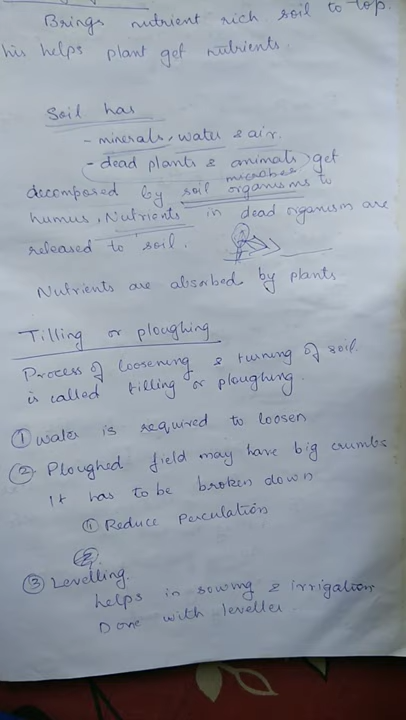 Brings nutrient rich soil to top.
his helps plant get nutrients.
Soil has
- minerals, water & air.
- dead plants & animals get
microbes
decomposed by soil organisms to
humus, Nutrients in dead organism are
released to soil.
Nutrients are absorbed by plants
Tilling or ploughing
Process of loosening & turning of soil
is called tilling or ploughing.
① water is required to loosen
② Ploughed field may have big crumbs
It has to be broken down
① Reduce perculation
③ Levelling.
helps in sowing & irrigation
Done with leveller.